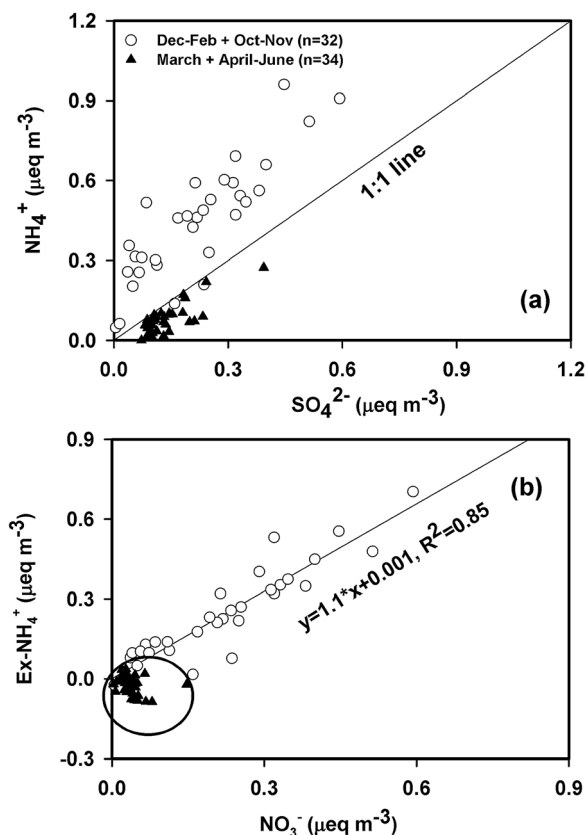 1.2
Dec-Feb + Oct-Nov (n=32)
March + April-June (n=34)
0.9
NH₄⁺ (μeq m⁻³)
0.6
1:1 line
0.3
(a)
0.0
0.0 0.3 0.6 0.9 1.2
SO₄²⁻ (μeq m⁻³)
0.9
(b)
0.6
Ex-NH₄⁺ (μeq m⁻³)
y=1.1*x+0.001, R²=0.85
0.3
0.0
-0.3
0.0 0.3 0.6 0.9
NO₃⁻ (μeq m⁻³)